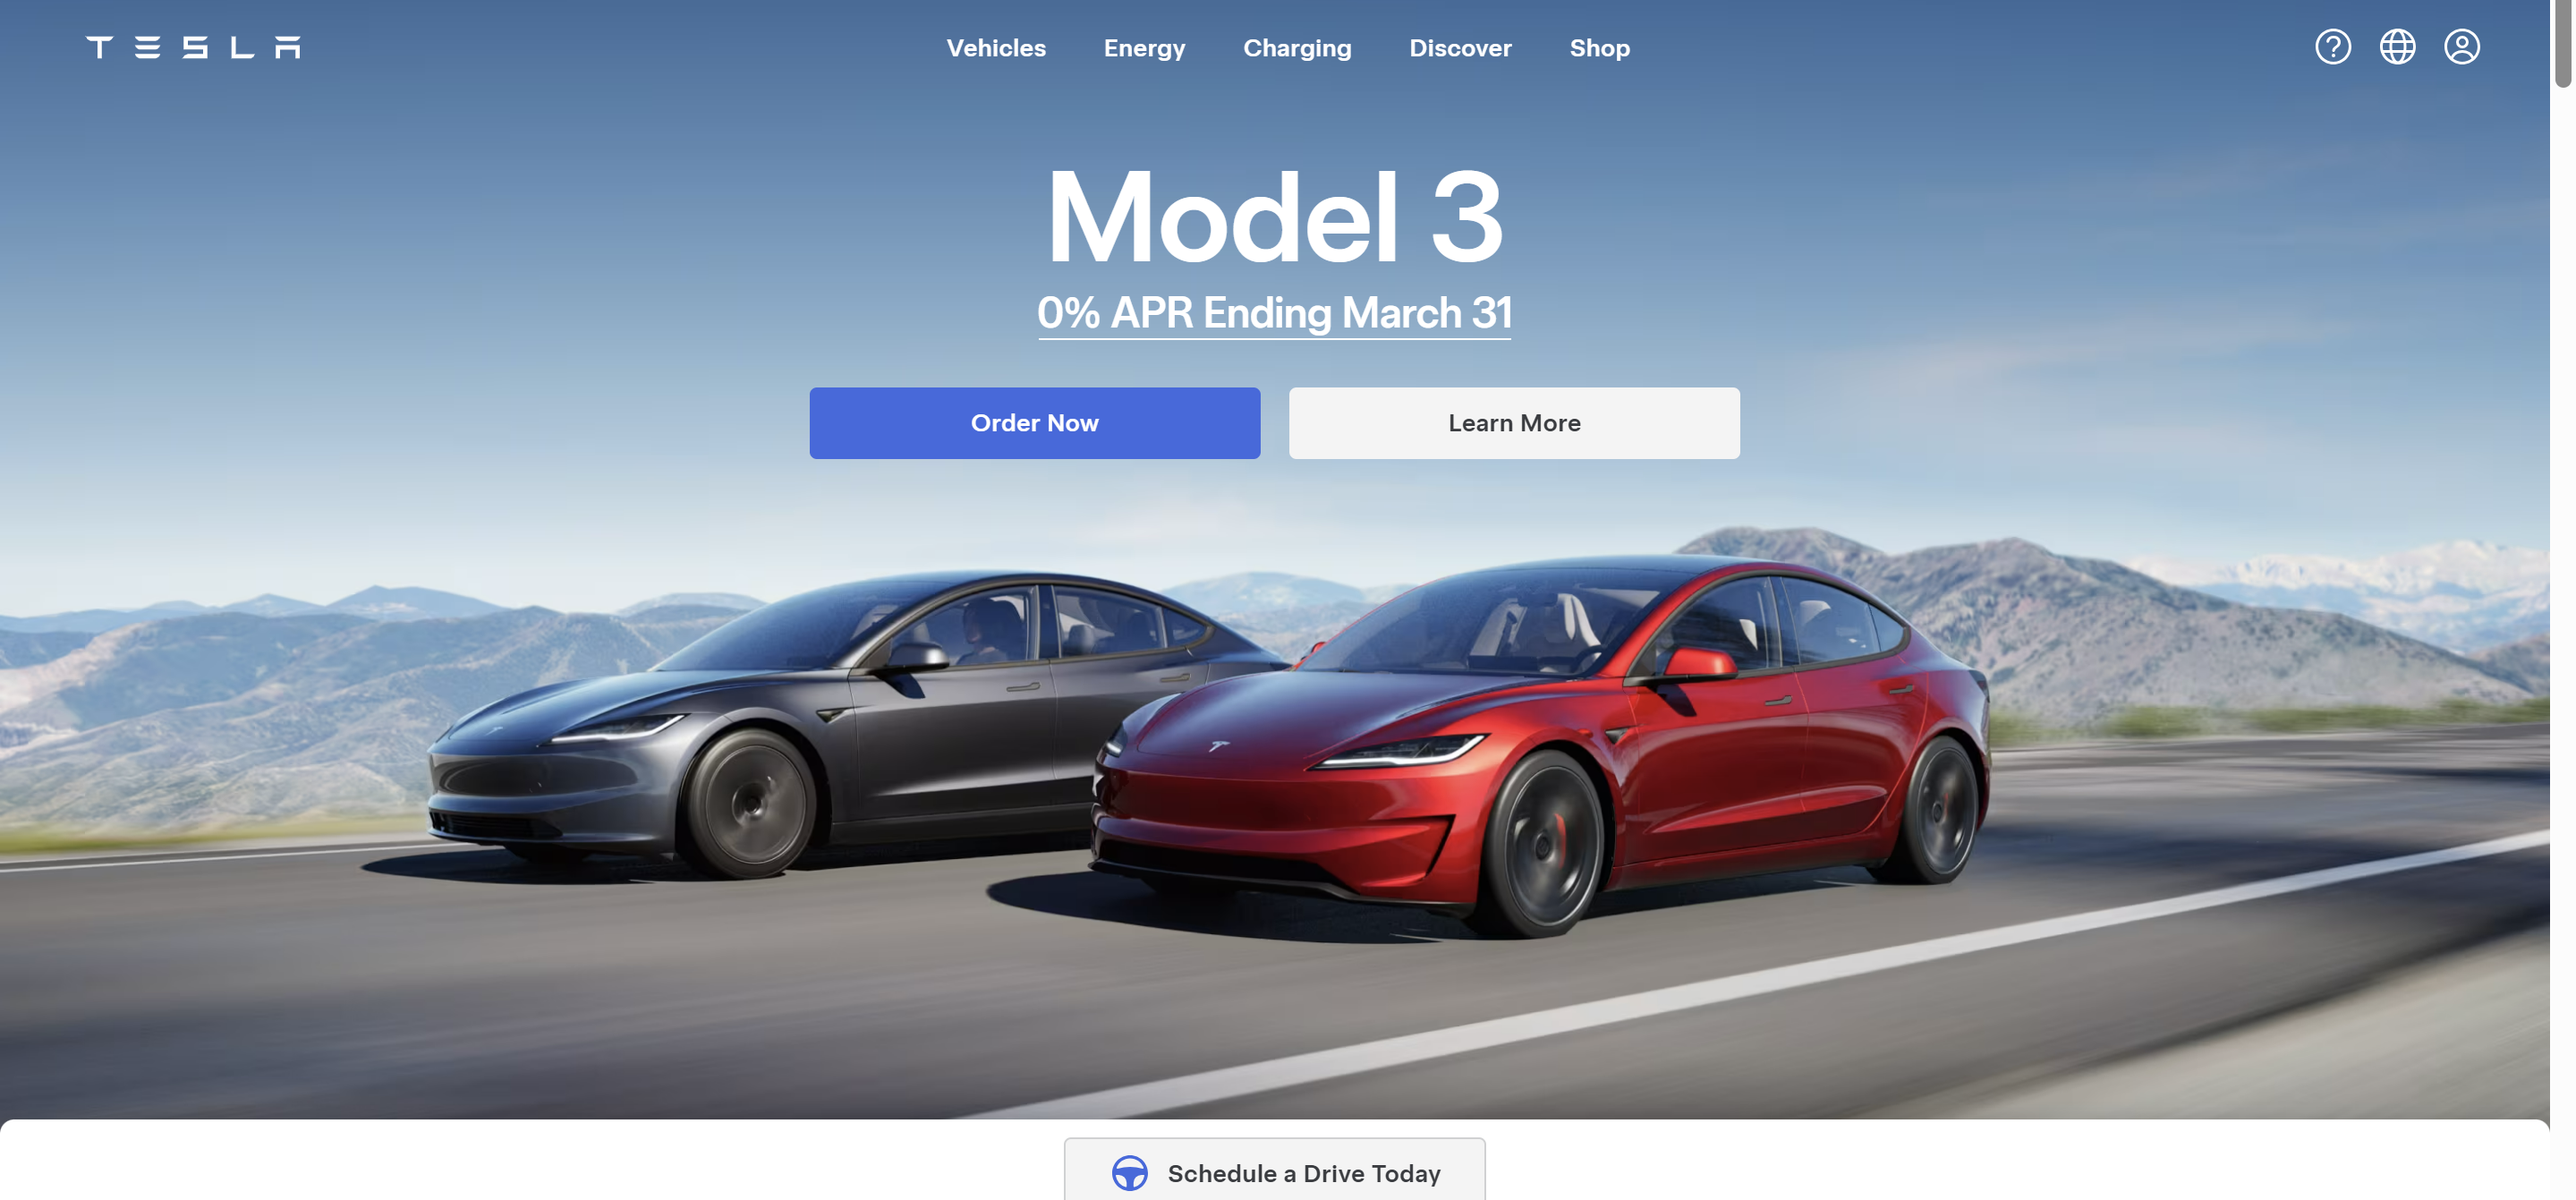 TESLA
Vehicles Energy Charging Discover Shop
Model 3
0% APR Ending March 31
Order Now
Learn More
Schedule a Drive Today